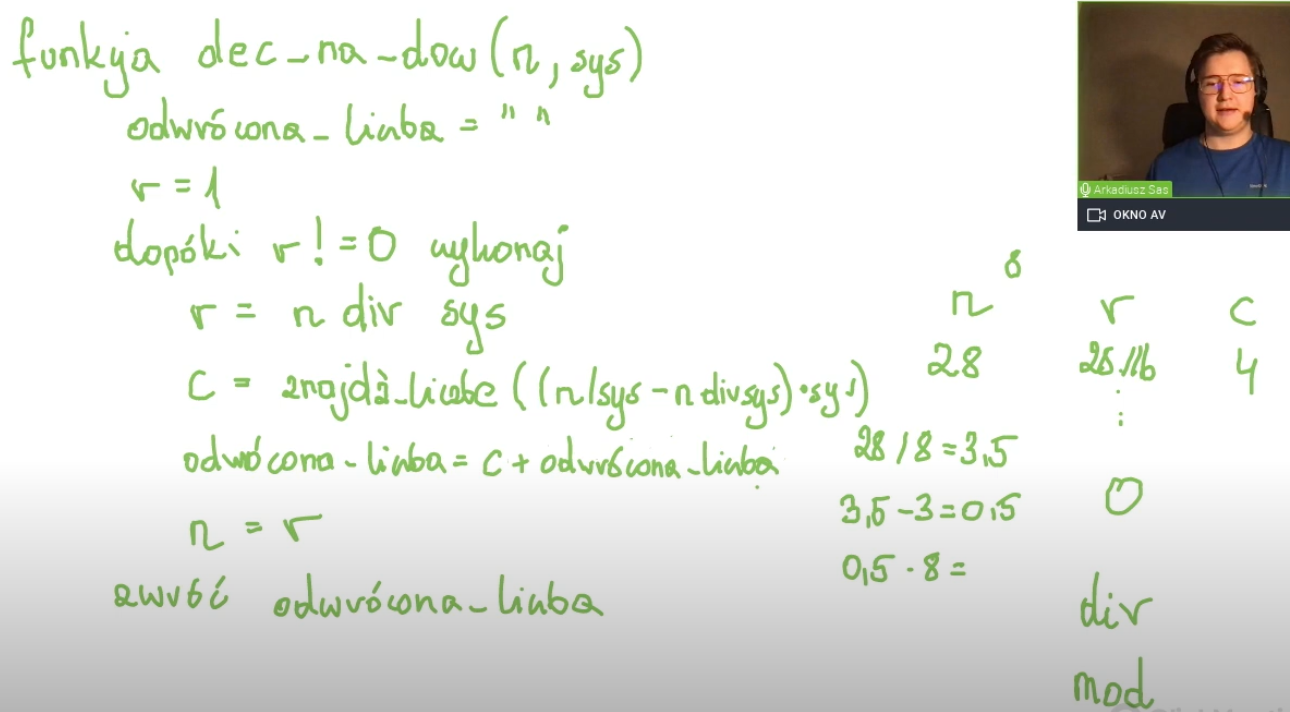 funkcja dec_na_dow(n, sys)
odwrócona_liczba = " "
r = 1
dopóki r != 0 wykonaj
r = n div sys
c = znajdź_liczbe((n/sys - n div sys)·sys)
odwrócona_liczba = c + odwrócona_liczba
n = r
zwróć odwrócona_liczba
8
n r c
28 28//16 4
28 / 8 = 3,5
3,5 - 3 = 0,5
0
0,5 · 8 =
div
mod
Arkadiusz Sas
OKNO AV